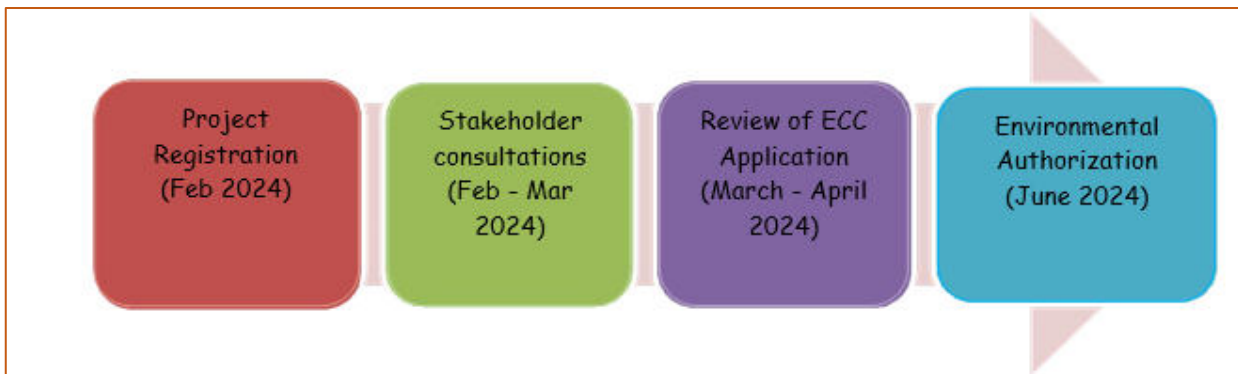 Project
Registration
(Feb 2024)
Stakeholder
consultations
(Feb - Mar
2024)
Review of ECC
Application
(March - April
2024)
Environmental
Authorization
(June 2024)